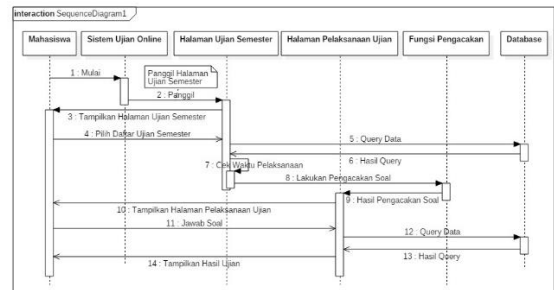 interaction SequenceDiagram1
Mahasiswa
Sistem Ujian Online
Halaman Ujian Semester
Halaman Pelaksanaan Ujian
Fungsi Pengacakan
Database
1 : Mulai
Panggil Halaman
Ujian Semester
2 : Panggil
3 : Tampilkan Halaman Ujian Semester
4 : Pilih Daftar Ujian Semester
5 : Query Data
6 : Hasil Query
7 : Cek Waktu Pelaksanaan
8 : Lakukan Pengacakan Soal
9 : Hasil Pengacakan Soal
10 : Tampilkan Halaman Pelaksanaan Ujian
11 : Jawab Soal
12 : Query Data
13 : Hasil Query
14 : Tampilkan Hasil Ujian